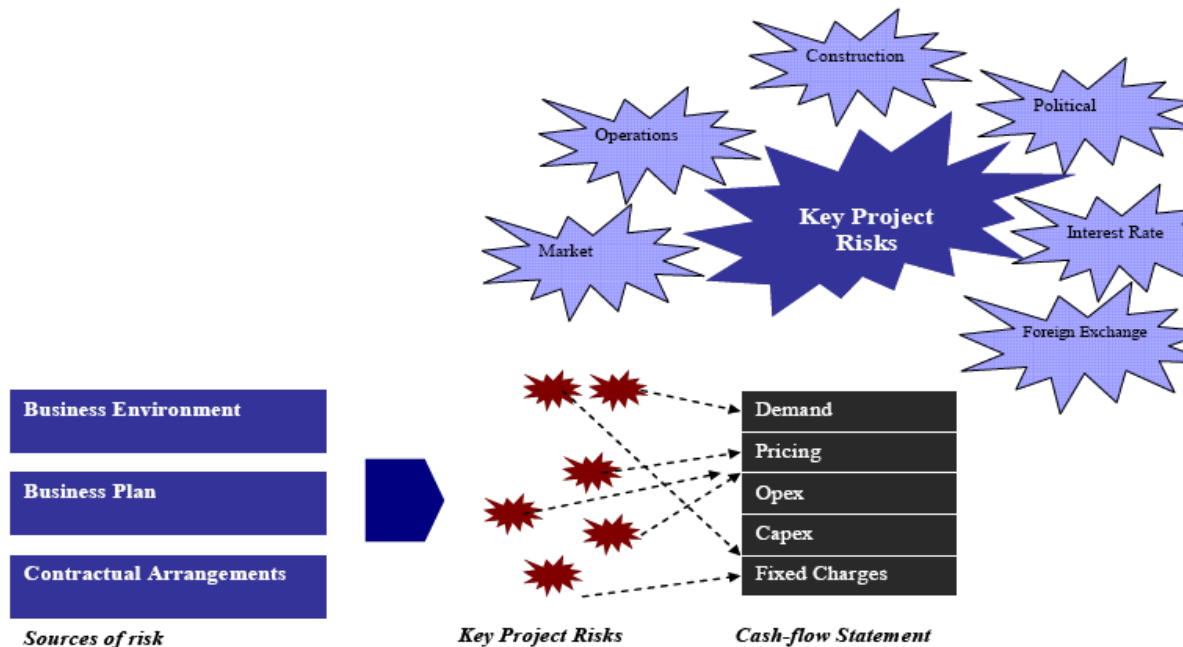 Construction
Political
Operations
Key Project
Risks
Interest Rate
Market
Foreign Exchange
Business Environment
Business Plan
Contractual Arrangements
Sources of risk
Key Project Risks
Demand
Pricing
Opex
Capex
Fixed Charges
Cash-flow Statement